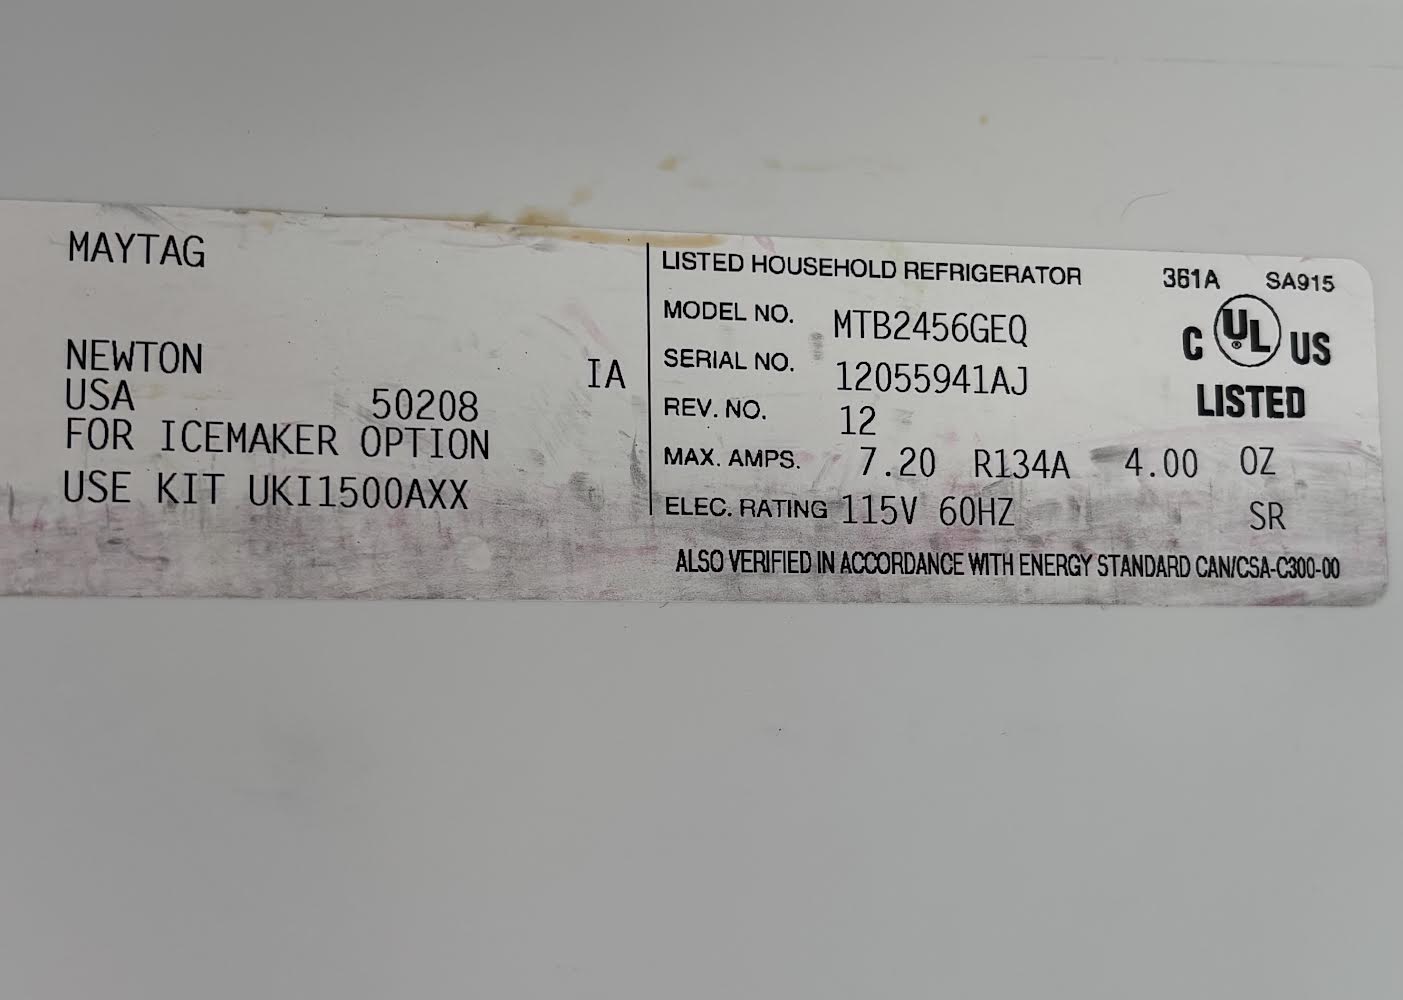 MAYTAG
NEWTON IA
USA 50208
FOR ICEMAKER OPTION
USE KIT UKI1500AXX
LISTED HOUSEHOLD REFRIGERATOR 361A SA915
MODEL NO. MTB2456GEQ
SERIAL NO. 12055941AJ
REV. NO. 12
MAX. AMPS. 7.20 R134A 4.00 OZ
ELEC. RATING 115V 60HZ SR
ALSO VERIFIED IN ACCORDANCE WITH ENERGY STANDARD CAN/CSA-C300-00
C UL® US
LISTED